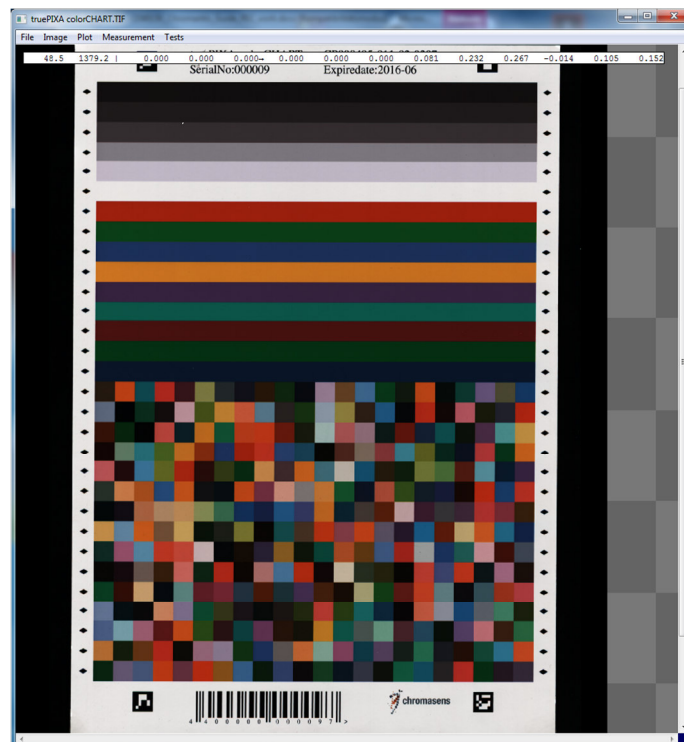 truePIXA colorCHART.TIF
File Image Plot Measurement Tests
48.5 1379.2 | 0.000 0.000 0.000→ 0.000 0.000 0.000 0.081 0.232 0.267 -0.014 0.105 0.152
SerialNo:000009 Expiredate:2016-06
chromasens